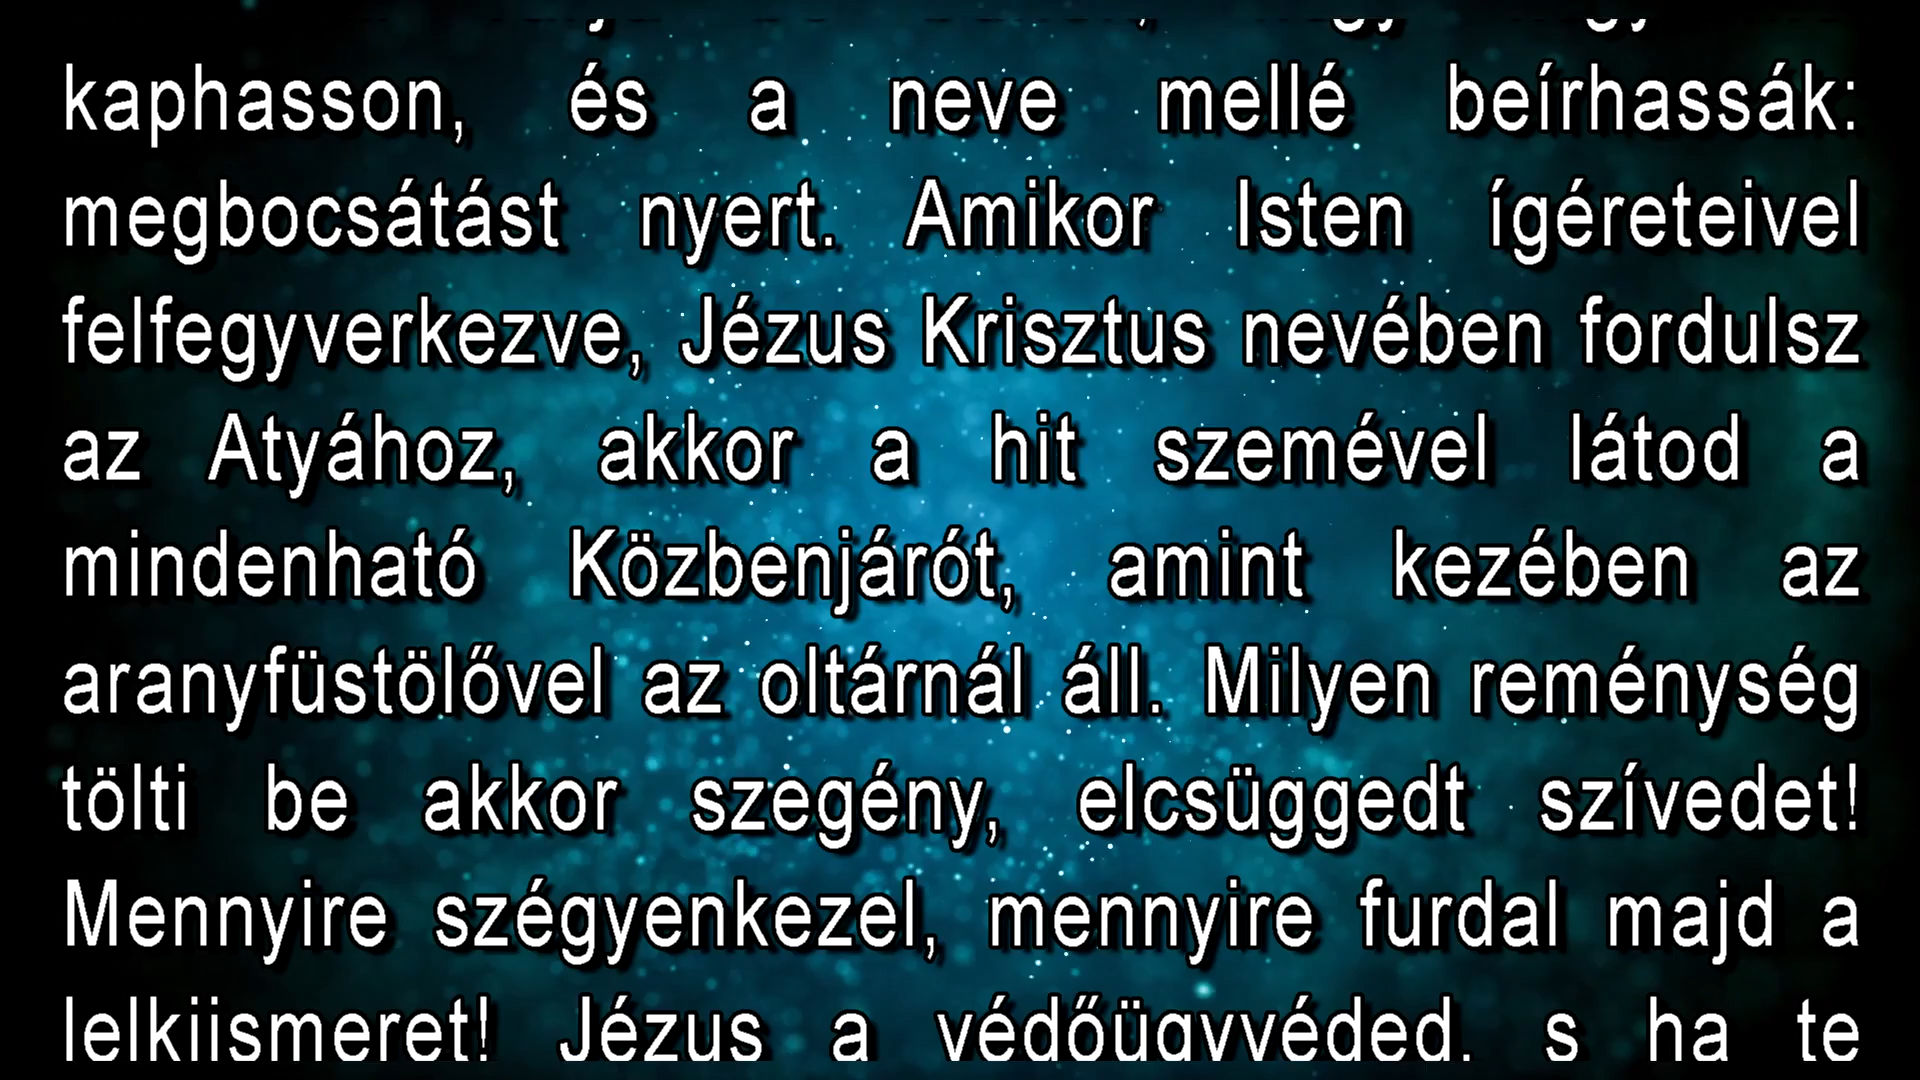 kaphasson, és a neve mellé beírhassák:
megbocsátást nyert. Amikor Isten ígéreteivel
felfegyverkezve, Jézus Krisztus nevében fordulsz
az Atyához, akkor a hit szemével látod a
mindenható Közbenjárót, amint kezében az
aranyfüstölővel az oltárnál áll. Milyen reménység
tölti be akkor szegény, elcsüggedt szívedet!
Mennyire szégyenkezel, mennyire furdal majd a
lelkiismeret! Jézus a védőügyvéded, s ha te